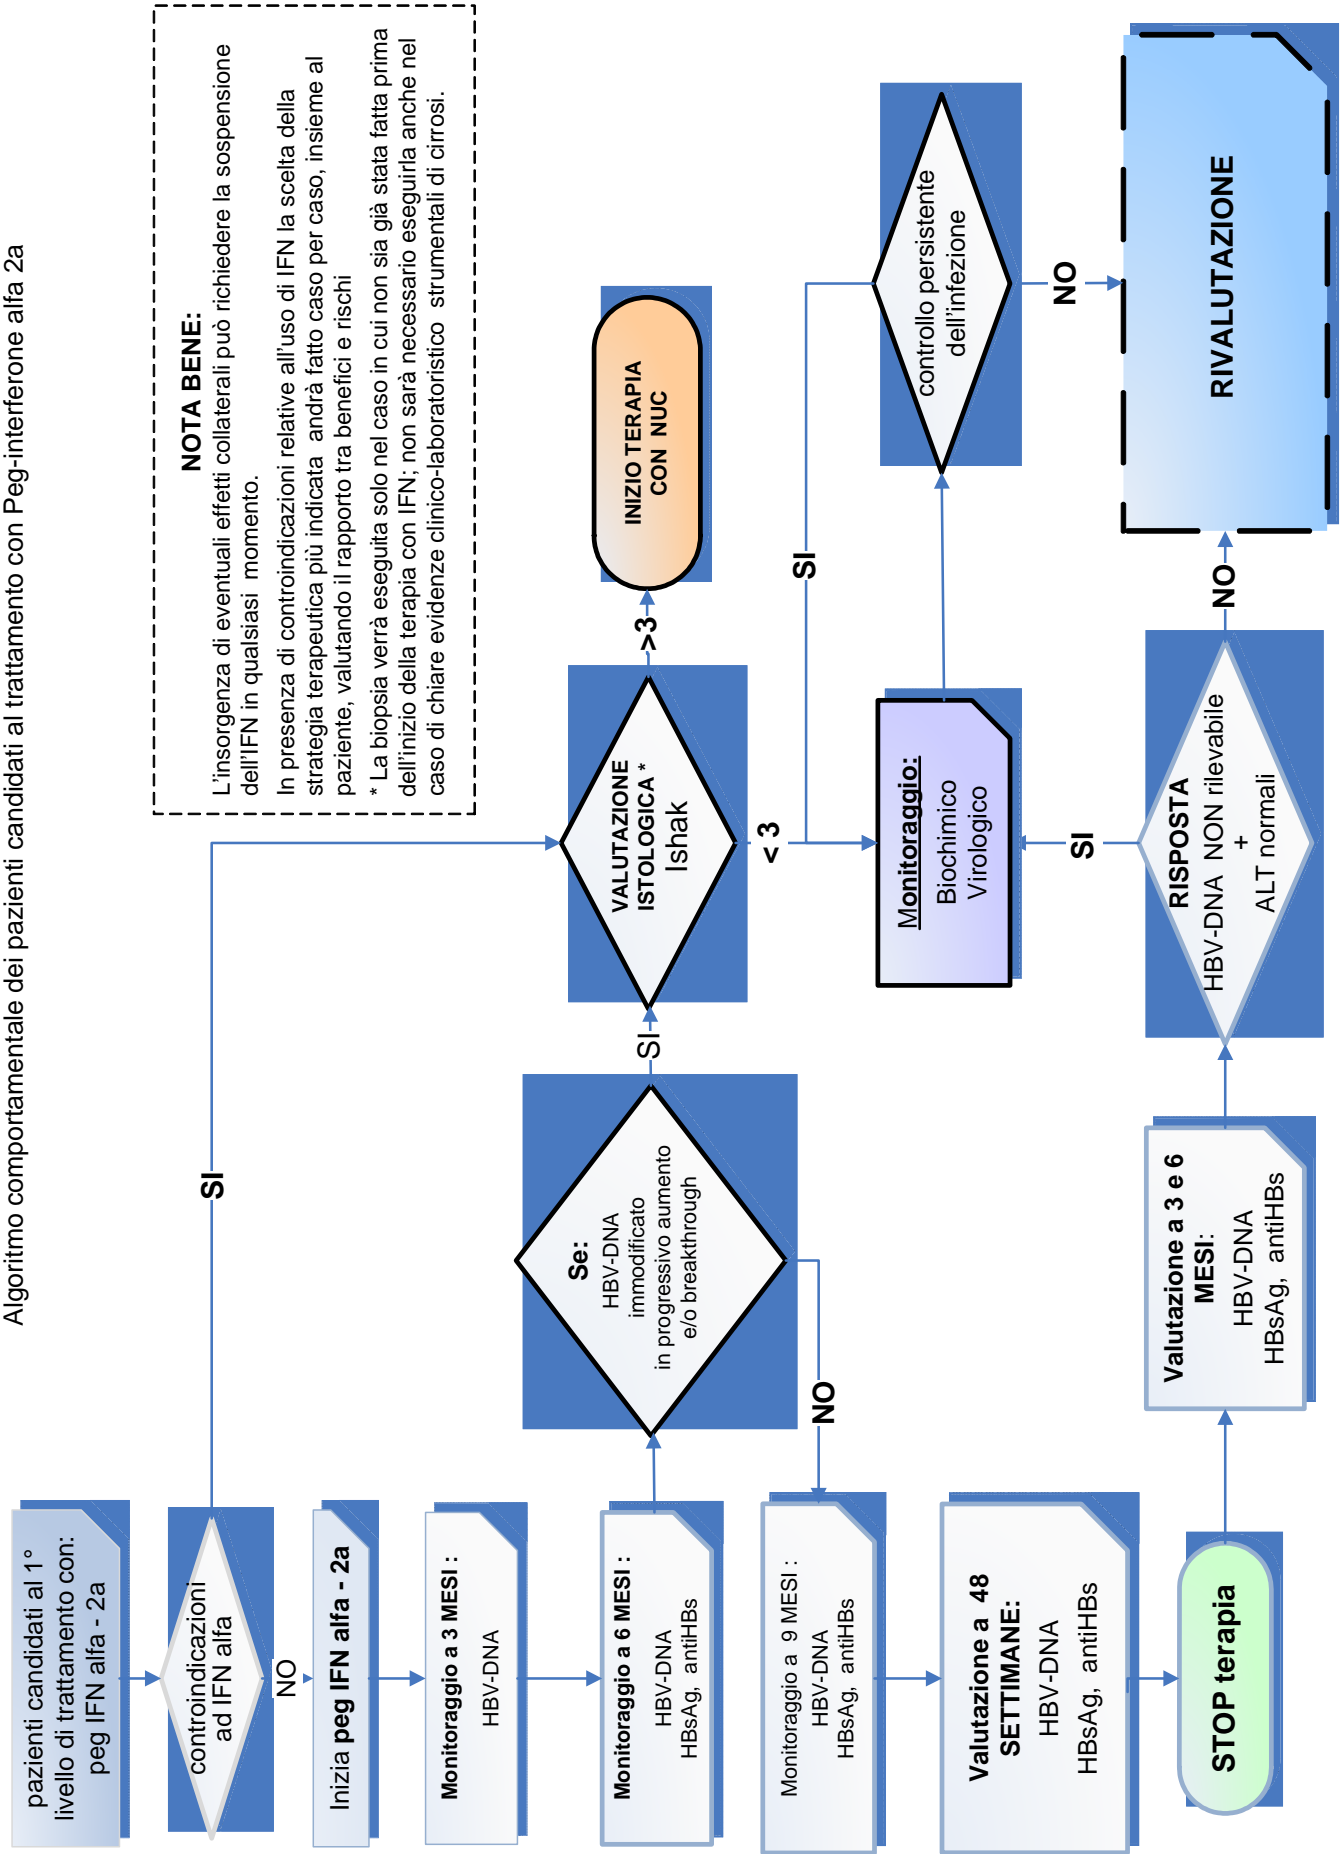 Algoritmo comportamentale dei pazienti candidati al trattamento con Peg-interferone alfa 2a
pazienti candidati al 1°
livello di trattamento con:
peg IFN alfa - 2a
controindicazioni
ad IFN alfa
SI
NO
Inizia peg IFN alfa - 2a
Monitoraggio a 3 MESI :
HBV-DNA
Monitoraggio a 6 MESI :
HBV-DNA
HBsAg, antiHBs
Se:
HBV-DNA
immodificato
in progressivo aumento
e/o breakthrough
SI
NO
VALUTAZIONE
ISTOLOGICA *
Ishak
>3
< 3
INIZIO TERAPIA
CON NUC
NOTA BENE:
L'insorgenza di eventuali effetti collaterali può richiedere la sospensione
dell'IFN in qualsiasi momento.
In presenza di controindicazioni relative all'uso di IFN la scelta della
strategia terapeutica più indicata andrà fatto caso per caso, insieme al
paziente, valutando il rapporto tra benefici e rischi
* La biopsia verrà eseguita solo nel caso in cui non sia già stata fatta prima
dell'inizio della terapia con IFN; non sarà necessario eseguirla anche nel
caso di chiare evidenze clinico-laboratoristico strumentali di cirrosi.
Monitoraggio a 9 MESI :
HBV-DNA
HBsAg, antiHBs
Monitoraggio:
Biochimico
Virologico
SI
controllo persistente
dell'infezione
NO
Valutazione a 48
SETTIMANE:
HBV-DNA
HBsAg, antiHBs
STOP terapia
Valutazione a 3 e 6
MESI:
HBV-DNA
HBsAg, antiHBs
RISPOSTA
HBV-DNA NON rilevabile
+
ALT normali
SI
NO
RIVALUTAZIONE